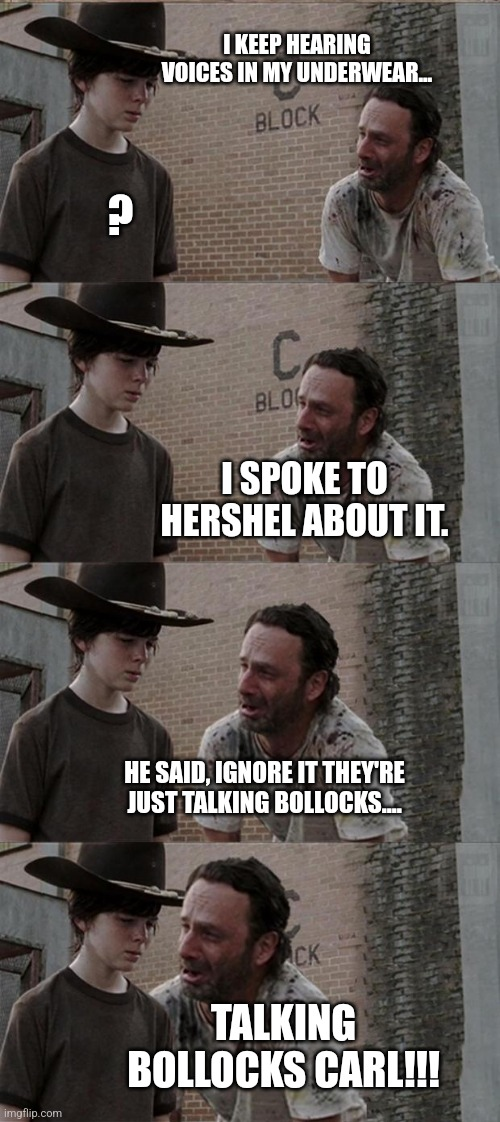 I KEEP HEARING
VOICES IN MY UNDERWEAR...
C
BLOCK
?
C
BLO
I SPOKE TO
HERSHEL ABOUT IT.
HE SAID, IGNORE IT THEY'RE
JUST TALKING BOLLOCKS....
C
CK
TALKING
BOLLOCKS CARL!!!
imgflip.com